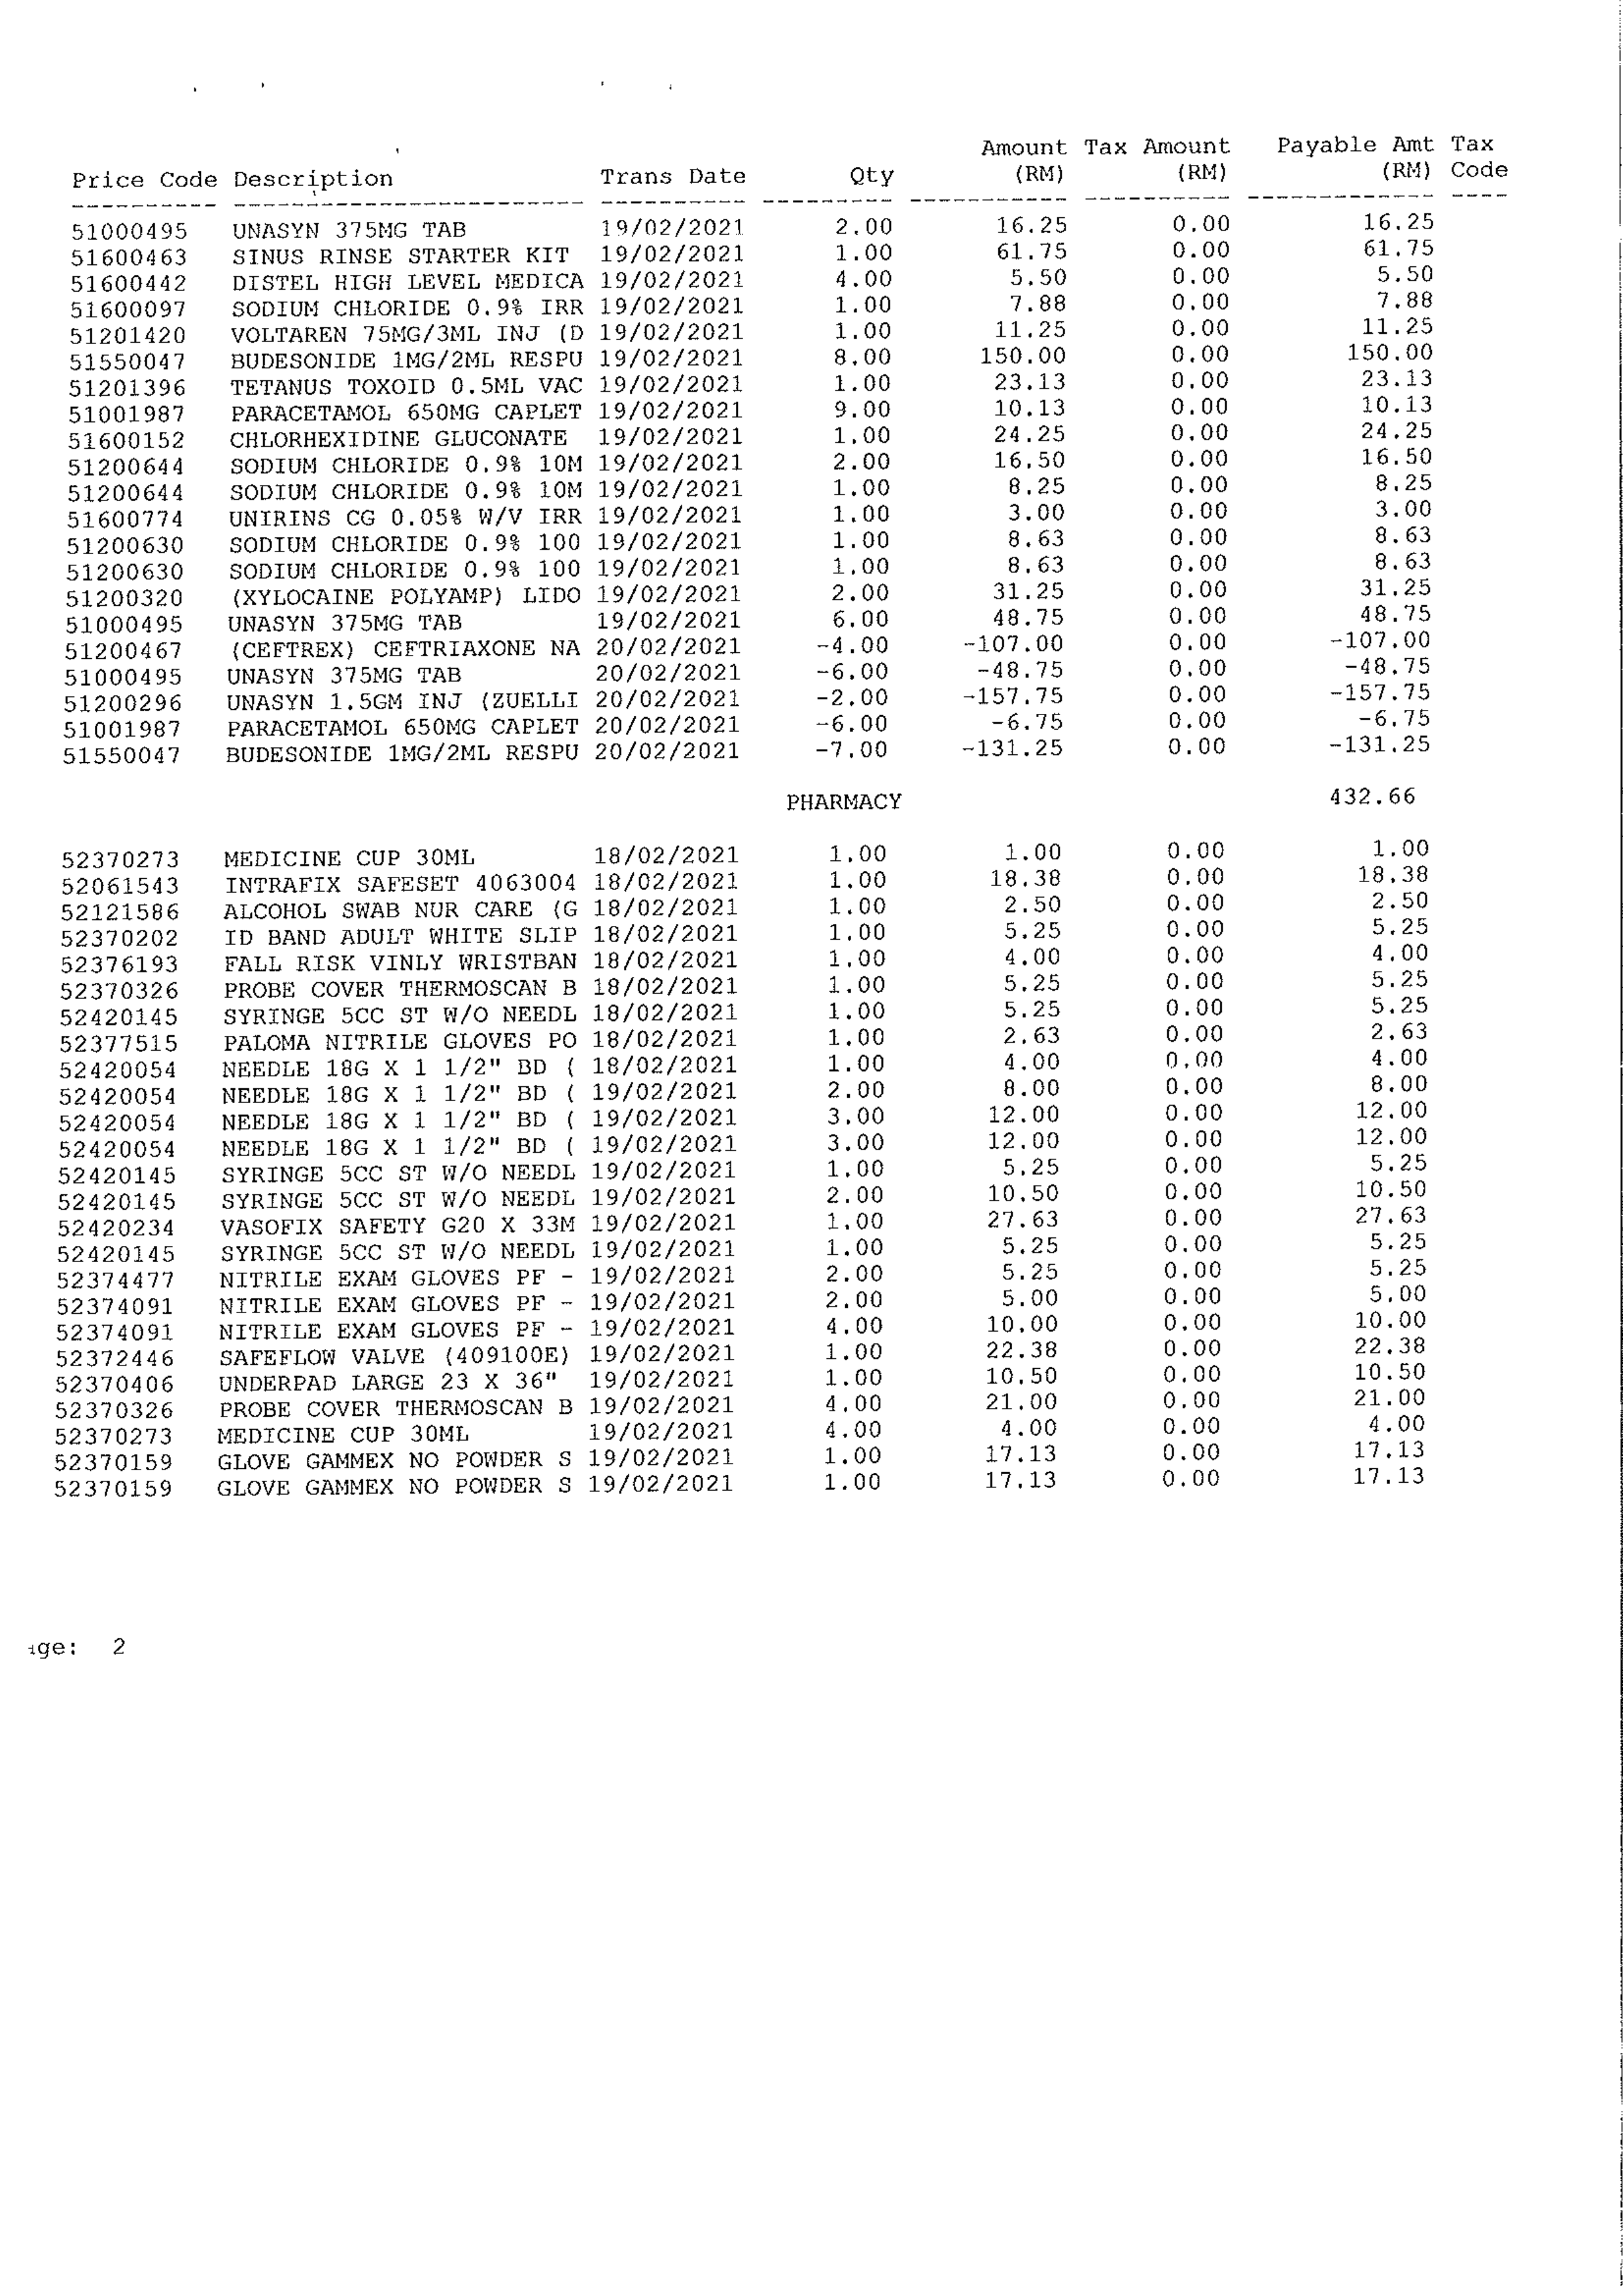 Amount Tax Amount Payable Amt Tax
Price Code Description Trans Date Qty (RM) (RM) (RM) Code
51000495 UNASYN 375MG TAB 19/02/2021 2.00 16.25 0.00 16.25
51600463 SINUS RINSE STARTER KIT 19/02/2021 1.00 61.75 0.00 61.75
51600442 DISTEL HIGH LEVEL MEDICA 19/02/2021 4.00 5.50 0.00 5.50
51600097 SODIUM CHLORIDE 0.9% IRR 19/02/2021 1.00 7.88 0.00 7.88
51201420 VOLTAREN 75MG/3ML INJ (D 19/02/2021 1.00 11.25 0.00 11.25
51550047 BUDESONIDE 1MG/2ML RESPU 19/02/2021 8.00 150.00 0.00 150.00
51201396 TETANUS TOXOID 0.5ML VAC 19/02/2021 1.00 23.13 0.00 23.13
51001987 PARACETAMOL 650MG CAPLET 19/02/2021 9.00 10.13 0.00 10.13
51600152 CHLORHEXIDINE GLUCONATE 19/02/2021 1.00 24.25 0.00 24.25
51200644 SODIUM CHLORIDE 0.9% 10M 19/02/2021 2.00 16.50 0.00 16.50
51200644 SODIUM CHLORIDE 0.9% 10M 19/02/2021 1.00 8.25 0.00 8.25
51600774 UNIRINS CG 0.05% W/V IRR 19/02/2021 1.00 3.00 0.00 3.00
51200630 SODIUM CHLORIDE 0.9% 100 19/02/2021 1.00 8.63 0.00 8.63
51200630 SODIUM CHLORIDE 0.9% 100 19/02/2021 1.00 8.63 0.00 8.63
51200320 (XYLOCAINE POLYAMP) LIDO 19/02/2021 2.00 31.25 0.00 31.25
51000495 UNASYN 375MG TAB 19/02/2021 6.00 48.75 0.00 48.75
51200467 (CEFTREX) CEFTRIAXONE NA 20/02/2021 -4.00 -107.00 0.00 -107.00
51000495 UNASYN 375MG TAB 20/02/2021 -6.00 -48.75 0.00 -48.75
51200296 UNASYN 1.5GM INJ (ZUELLI 20/02/2021 -2.00 -157.75 0.00 -157.75
51001987 PARACETAMOL 650MG CAPLET 20/02/2021 -6.00 -6.75 0.00 -6.75
51550047 BUDESONIDE 1MG/2ML RESPU 20/02/2021 -7.00 -131.25 0.00 -131.25
PHARMACY 432.66
52370273 MEDICINE CUP 30ML 18/02/2021 1.00 1.00 0.00 1.00
52061543 INTRAFIX SAFESET 4063004 18/02/2021 1.00 18.38 0.00 18.38
52121586 ALCOHOL SWAB NUR CARE (G 18/02/2021 1.00 2.50 0.00 2.50
52370202 ID BAND ADULT WHITE SLIP 18/02/2021 1.00 5.25 0.00 5.25
52376193 FALL RISK VINLY WRISTBAN 18/02/2021 1.00 4.00 0.00 4.00
52370326 PROBE COVER THERMOSCAN B 18/02/2021 1.00 5.25 0.00 5.25
52420145 SYRINGE 5CC ST W/O NEEDL 18/02/2021 1.00 5.25 0.00 5.25
52377515 PALOMA NITRILE GLOVES PO 18/02/2021 1.00 2.63 0.00 2.63
52420054 NEEDLE 18G X 1 1/2" BD ( 18/02/2021 1.00 4.00 0.00 4.00
52420054 NEEDLE 18G X 1 1/2" BD ( 19/02/2021 2.00 8.00 0.00 8.00
52420054 NEEDLE 18G X 1 1/2" BD ( 19/02/2021 3.00 12.00 0.00 12.00
52420054 NEEDLE 18G X 1 1/2" BD ( 19/02/2021 3.00 12.00 0.00 12.00
52420145 SYRINGE 5CC ST W/O NEEDL 19/02/2021 1.00 5.25 0.00 5.25
52420145 SYRINGE 5CC ST W/O NEEDL 19/02/2021 2.00 10.50 0.00 10.50
52420234 VASOFIX SAFETY G20 X 33M 19/02/2021 1.00 27.63 0.00 27.63
52420145 SYRINGE 5CC ST W/O NEEDL 19/02/2021 1.00 5.25 0.00 5.25
52374477 NITRILE EXAM GLOVES PF - 19/02/2021 2.00 5.25 0.00 5.25
52374091 NITRILE EXAM GLOVES PF - 19/02/2021 2.00 5.00 0.00 5.00
52374091 NITRILE EXAM GLOVES PF - 19/02/2021 4.00 10.00 0.00 10.00
52372446 SAFEFLOW VALVE (409100E) 19/02/2021 1.00 22.38 0.00 22.38
52370406 UNDERPAD LARGE 23 X 36" 19/02/2021 1.00 10.50 0.00 10.50
52370326 PROBE COVER THERMOSCAN B 19/02/2021 4.00 21.00 0.00 21.00
52370273 MEDICINE CUP 30ML 19/02/2021 4.00 4.00 0.00 4.00
52370159 GLOVE GAMMEX NO POWDER S 19/02/2021 1.00 17.13 0.00 17.13
52370159 GLOVE GAMMEX NO POWDER S 19/02/2021 1.00 17.13 0.00 17.13
ge: 2